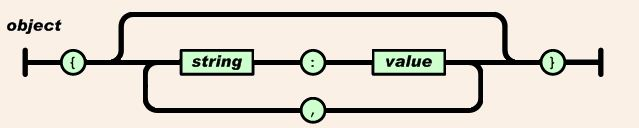 object
{ string : value }
,